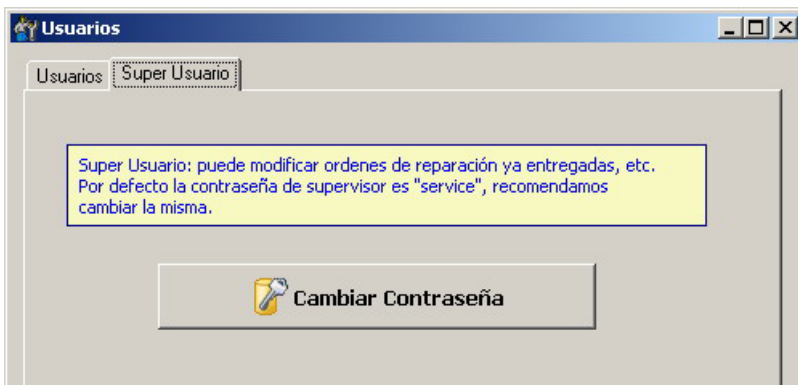 Usuarios
Usuarios Super Usuario
Super Usuario: puede modificar ordenes de reparación ya entregadas, etc.
Por defecto la contraseña de supervisor es "service", recomendamos
cambiar la misma.
Cambiar Contraseña